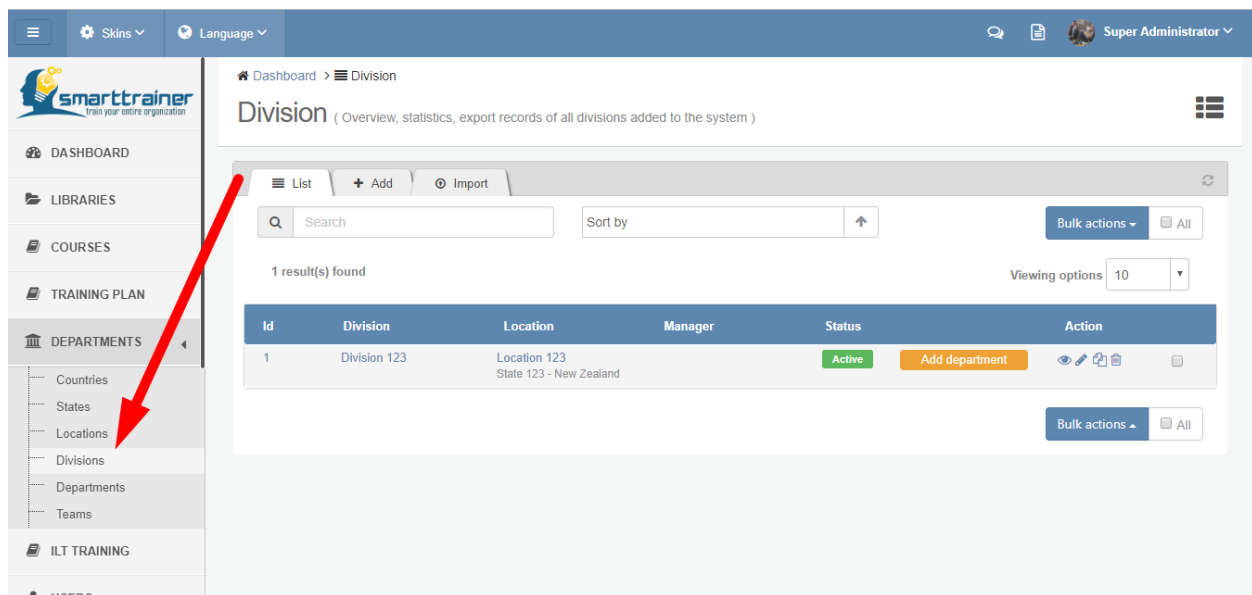 Skins Language Super Administrator
smarttrainer
train your entire organization
Dashboard > Division
Division ( Overview, statistics, export records of all divisions added to the system )
DASHBOARD
LIBRARIES
COURSES
TRAINING PLAN
DEPARTMENTS
Countries
States
Locations
Divisions
Departments
Teams
ILT TRAINING
List + Add Import
Search Sort by Bulk actions All
1 result(s) found Viewing options 10
Id Division Location Manager Status Action
1 Division 123 Location 123 Active Add department
State 123 - New Zealand
Bulk actions All